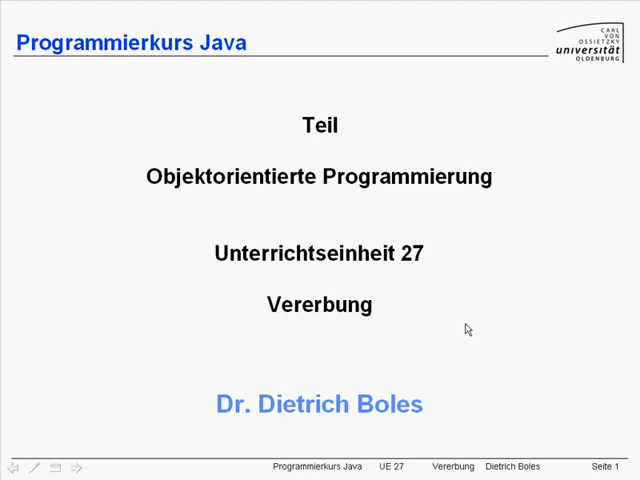 Programmierkurs Java
CARL
VON
OSSIETZKY
universität
OLDENBURG
Teil
Objektorientierte Programmierung
Unterrichtseinheit 27
Vererbung
Dr. Dietrich Boles
Programmierkurs Java UE 27 Vererbung Dietrich Boles Seite 1